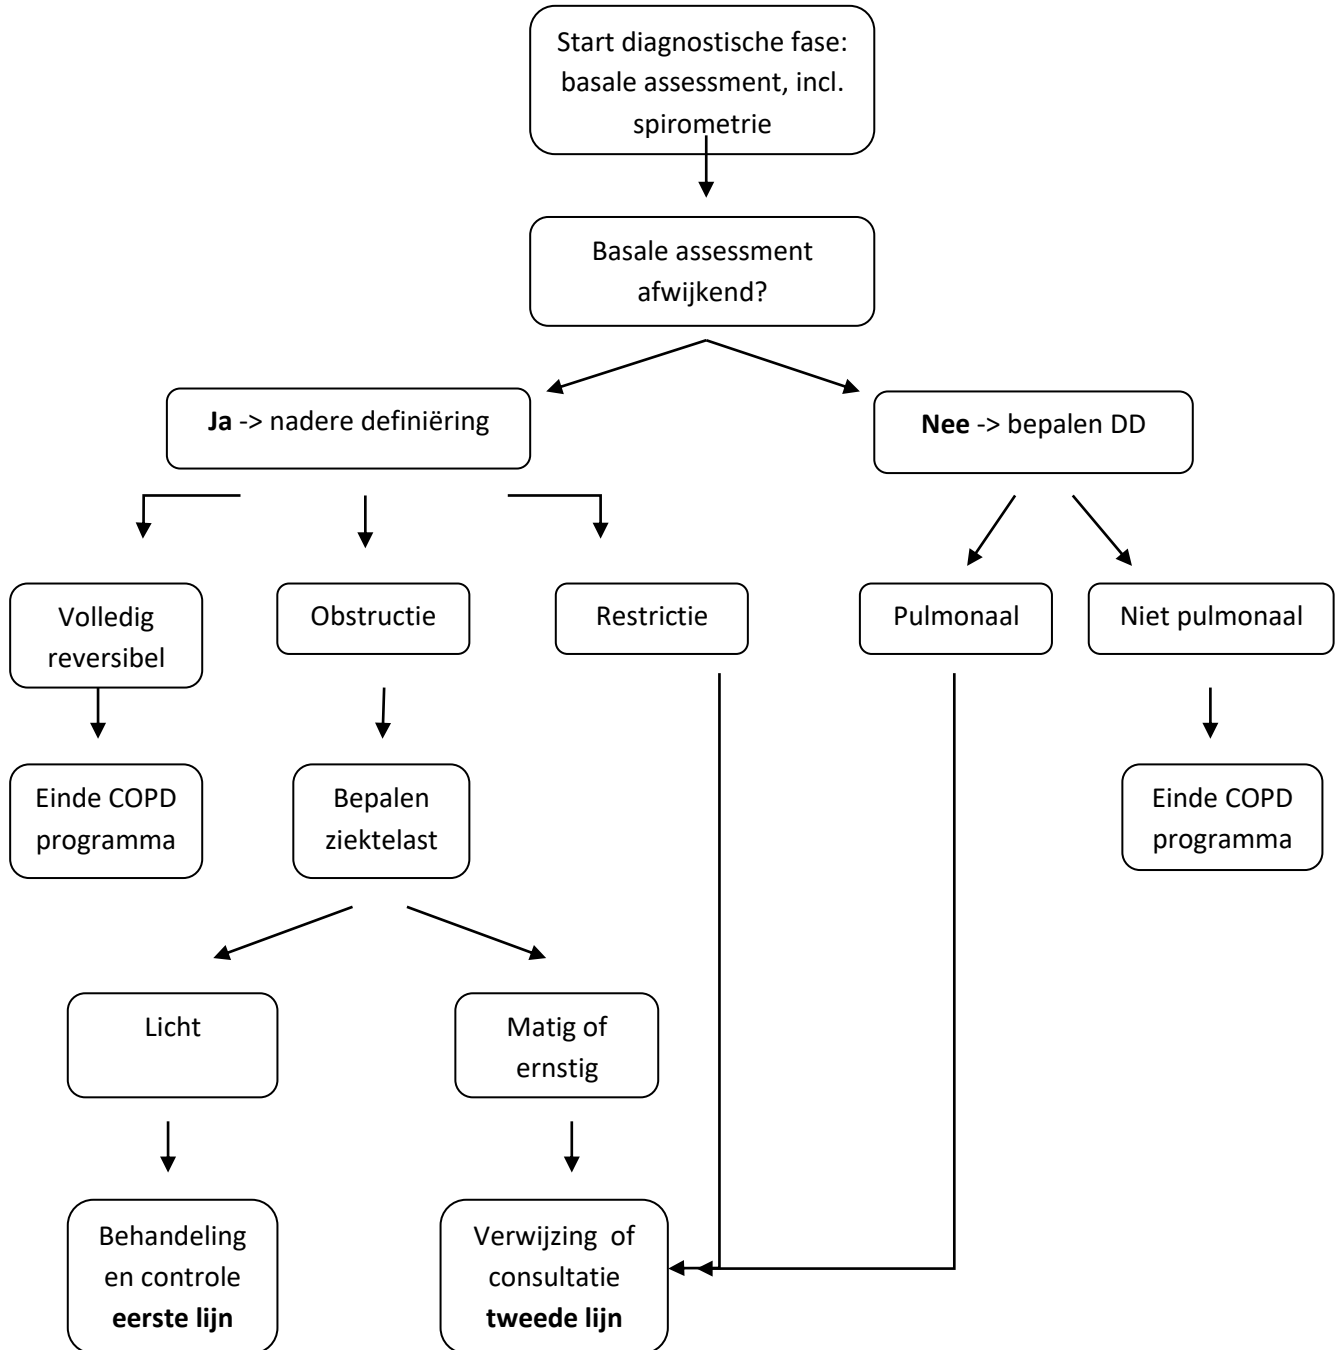 Start diagnostische fase:
basale assessment, incl.
spirometrie
Basale assessment
afwijkend?
Ja -> nadere definiëring
Nee -> bepalen DD
Volledig
reversibel
Obstructie
Restrictie
Pulmonaal
Niet pulmonaal
Einde COPD
programma
Bepalen
ziektelast
Einde COPD
programma
Licht
Matig of
ernstig
Behandeling
en controle
eerste lijn
Verwijzing of
consultatie
tweede lijn